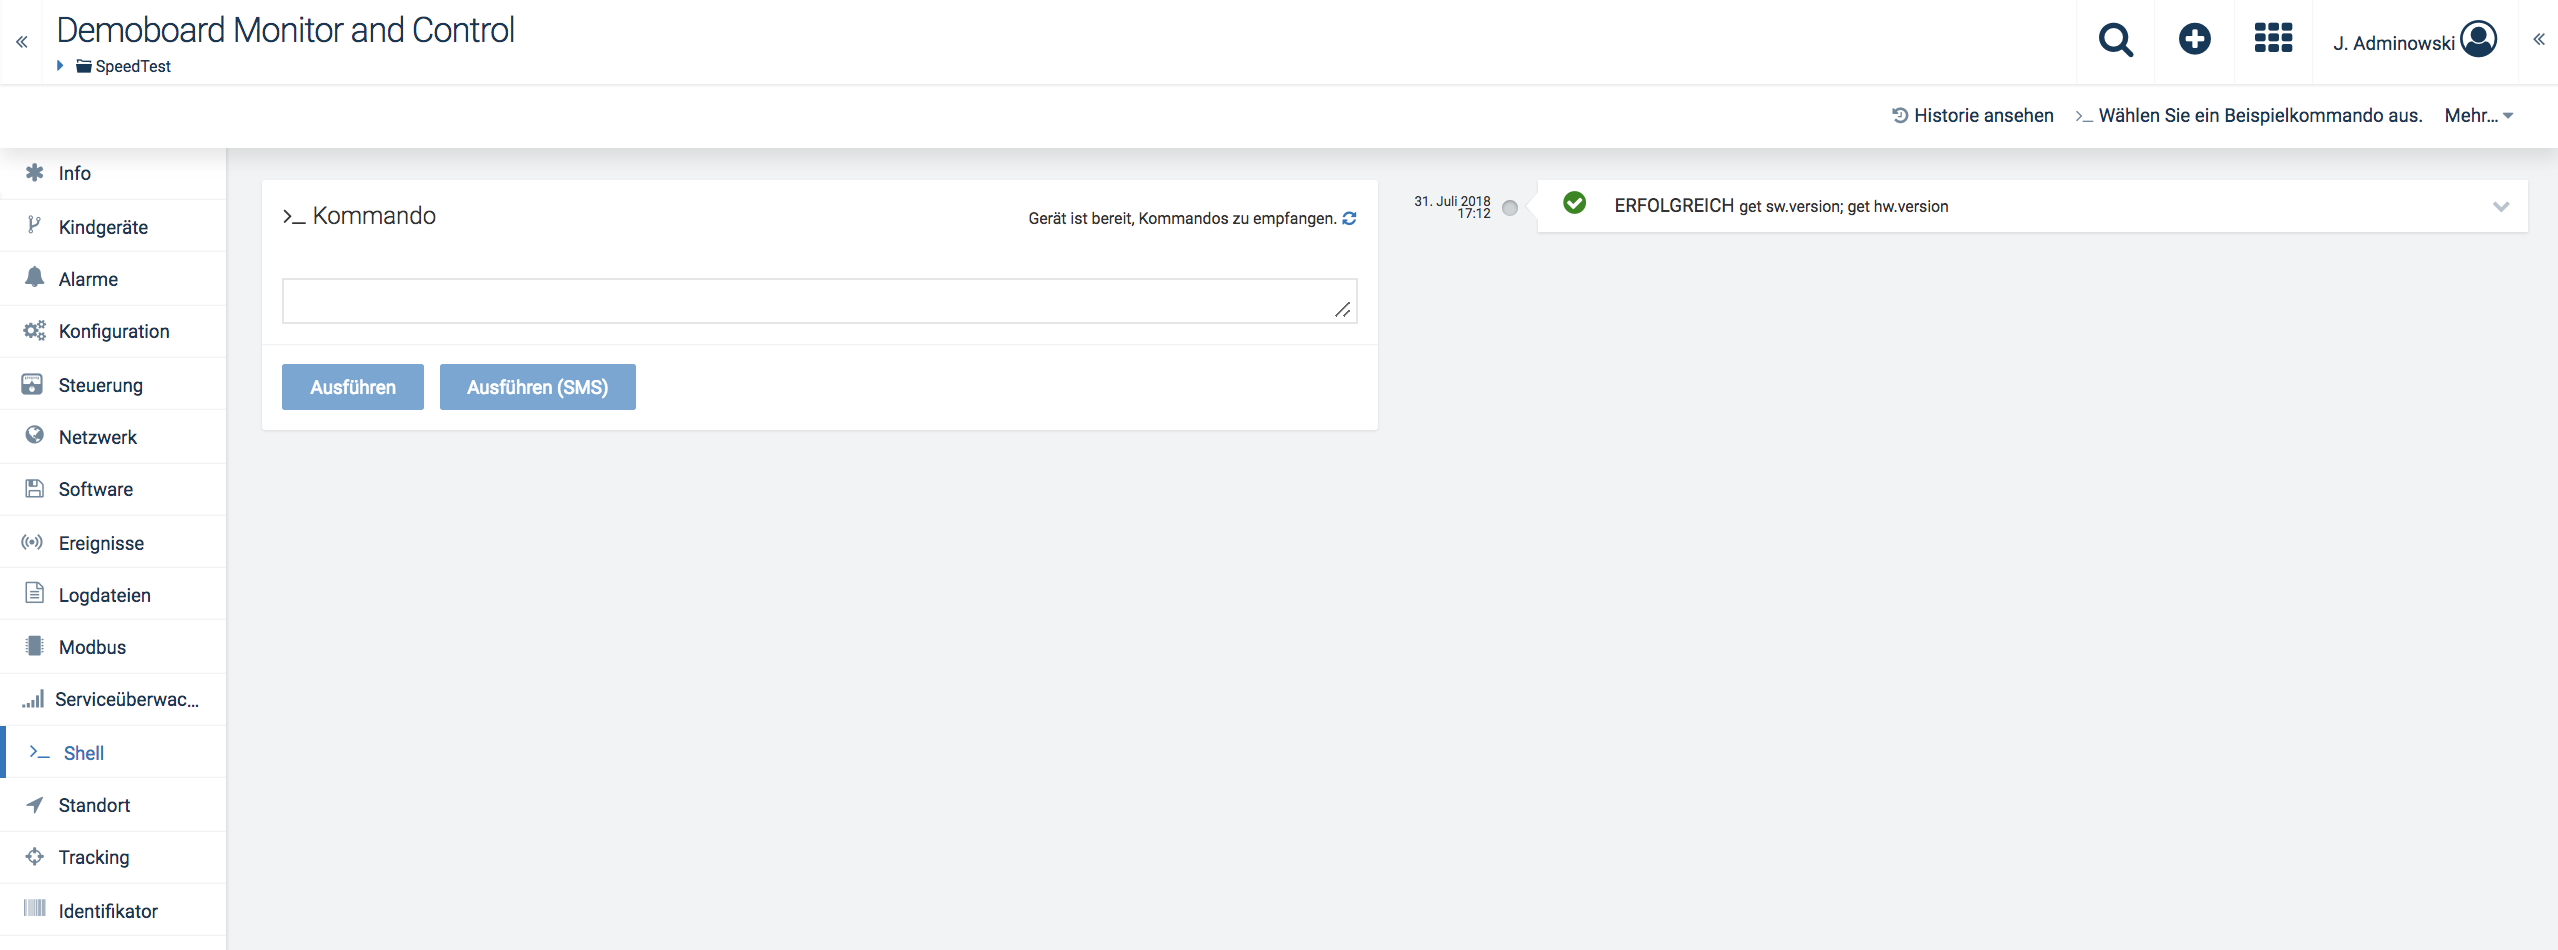 Demoboard Monitor and Control
SpeedTest
J. Adminowski
Historie ansehen
Wählen Sie ein Beispielkommando aus.
Mehr...
Info
Kindgeräte
Alarme
Konfiguration
Steuerung
Netzwerk
Software
Ereignisse
Logdateien
Modbus
Serviceüberwac...
Shell
Standort
Tracking
Identifikator
Kommando
Gerät ist bereit, Kommandos zu empfangen.
Ausführen
Ausführen (SMS)
31. Juli 2018
17:12
ERFOLGREICH get sw.version; get hw.version